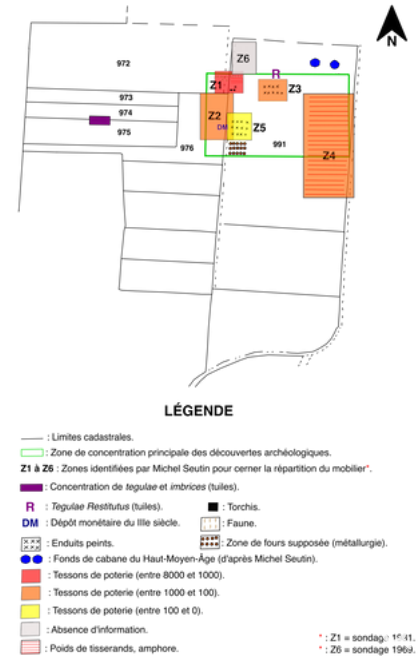 N
Z6
972
R
Z1
Z3
973
974
Z2
DM
Z5
975
976
991
Z4
LÉGENDE
: Limites cadastrales.
: Zone de concentration principale des découvertes archéologiques.
Z1 à Z6 : Zones identifiées par Michel Seutin pour cerner la répartition du mobilier*.
: Concentration de tegulae et imbrices (tuiles).
R : Tegulae Restitutus (tuiles).
: Torchis.
DM : Dépôt monétaire du IIIe siècle.
: Faune.
: Enduits peints.
: Zone de fours supposée (métallurgie).
: Fonds de cabane du Haut-Moyen-Âge (d'après Michel Seutin).
: Tessons de poterie (entre 8000 et 1000).
: Tessons de poterie (entre 1000 et 100).
: Tessons de poterie (entre 100 et 0).
: Absence d'information.
: Poids de tisserands, amphore.
* : Z1 = sondage 1981.
* : Z6 = sondage 1969.